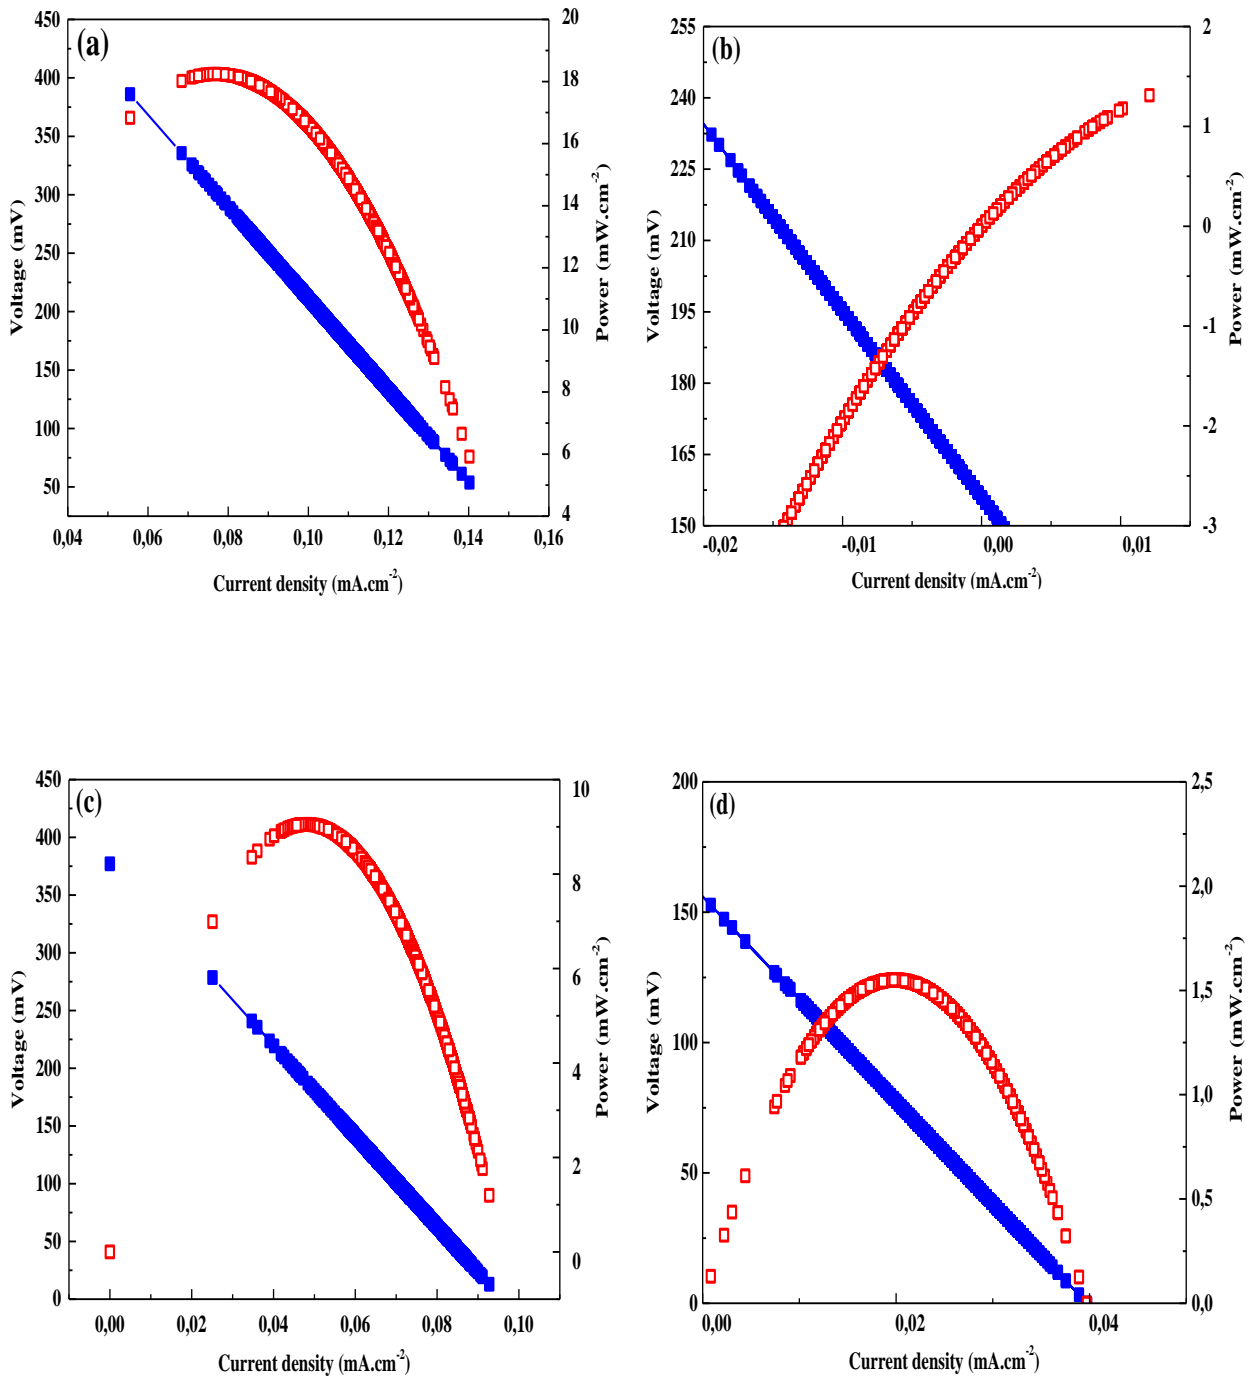 (a)
450
400
350
300
250
200
150
100
50
Voltage (mV)
20
18
16
14
12
10
8
6
4
Power (mW.cm-2)
0,04 0,06 0,08 0,10 0,12 0,14 0,16
Current density (mA.cm-2)
(b)
255
240
225
210
195
180
165
150
Voltage (mV)
2
1
0
-1
-2
-3
Power (mW.cm-2)
-0,02 -0,01 0,00 0,01
Current density (mA.cm-2)
(c)
450
400
350
300
250
200
150
100
50
0
Voltage (mV)
10
8
6
4
2
0
Power (mW.cm-2)
0,00 0,02 0,04 0,06 0,08 0,10
Current density (mA.cm-2)
(d)
200
150
100
50
0
Voltage (mV)
2,5
2,0
1,5
1,0
0,5
0,0
Power (mW.cm-2)
0,00 0,02 0,04
Current density (mA.cm-2)